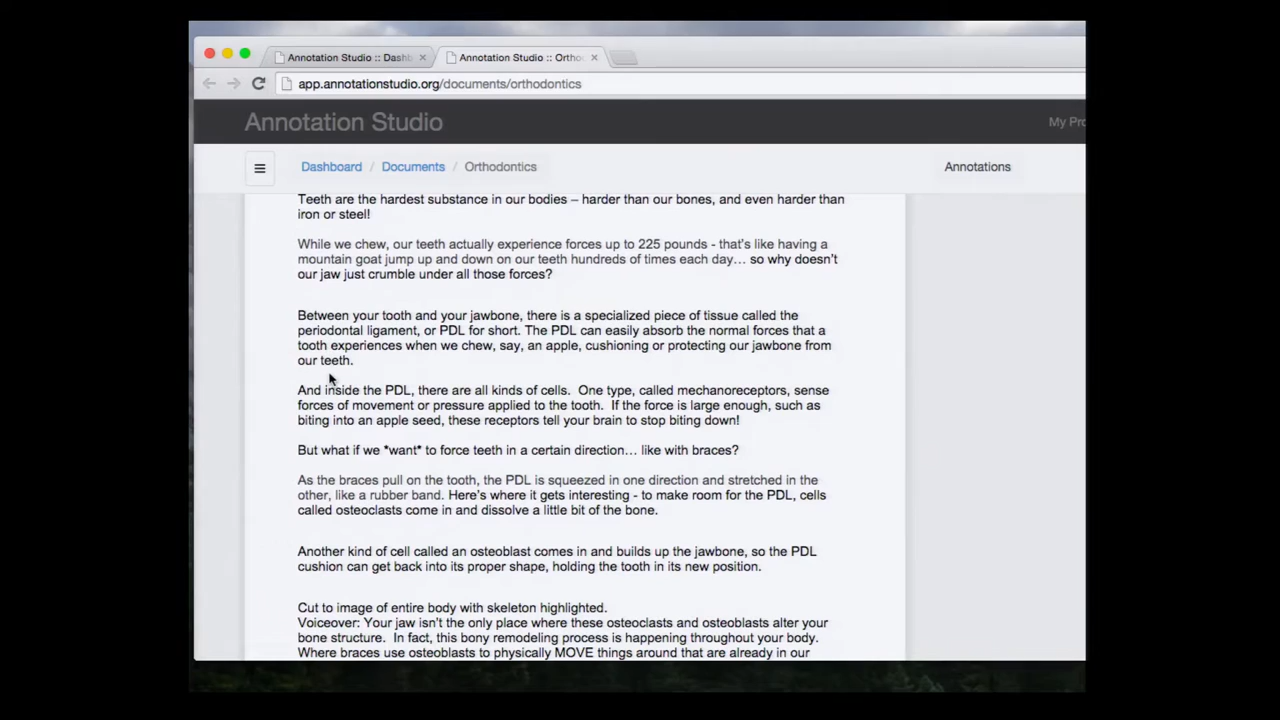 Annotation Studio :: Dashb
Annotation Studio :: Ortho
app.annotationstudio.org/documents/orthodontics
Annotation Studio
My Pro
Dashboard / Documents / Orthodontics
Annotations
Teeth are the hardest substance in our bodies – harder than our bones, and even harder than
iron or steel!
While we chew, our teeth actually experience forces up to 225 pounds - that's like having a
mountain goat jump up and down on our teeth hundreds of times each day… so why doesn't
our jaw just crumble under all those forces?
Between your tooth and your jawbone, there is a specialized piece of tissue called the
periodontal ligament, or PDL for short. The PDL can easily absorb the normal forces that a
tooth experiences when we chew, say, an apple, cushioning or protecting our jawbone from
our teeth.
And inside the PDL, there are all kinds of cells. One type, called mechanoreceptors, sense
forces of movement or pressure applied to the tooth. If the force is large enough, such as
biting into an apple seed, these receptors tell your brain to stop biting down!
But what if we *want* to force teeth in a certain direction… like with braces?
As the braces pull on the tooth, the PDL is squeezed in one direction and stretched in the
other, like a rubber band. Here's where it gets interesting - to make room for the PDL, cells
called osteoclasts come in and dissolve a little bit of the bone.
Another kind of cell called an osteoblast comes in and builds up the jawbone, so the PDL
cushion can get back into its proper shape, holding the tooth in its new position.
Cut to image of entire body with skeleton highlighted.
Voiceover: Your jaw isn't the only place where these osteoclasts and osteoblasts alter your
bone structure. In fact, this bony remodeling process is happening throughout your body.
Where braces use osteoblasts to physically MOVE things around that are already in our